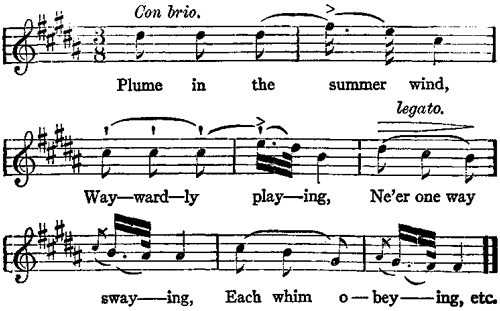 Con brio.
3
8
Plume in the summer wind,
legato.
Way—ward—ly play—ing, Ne'er one way
sway—ing, Each whim o—bey—ing, etc.